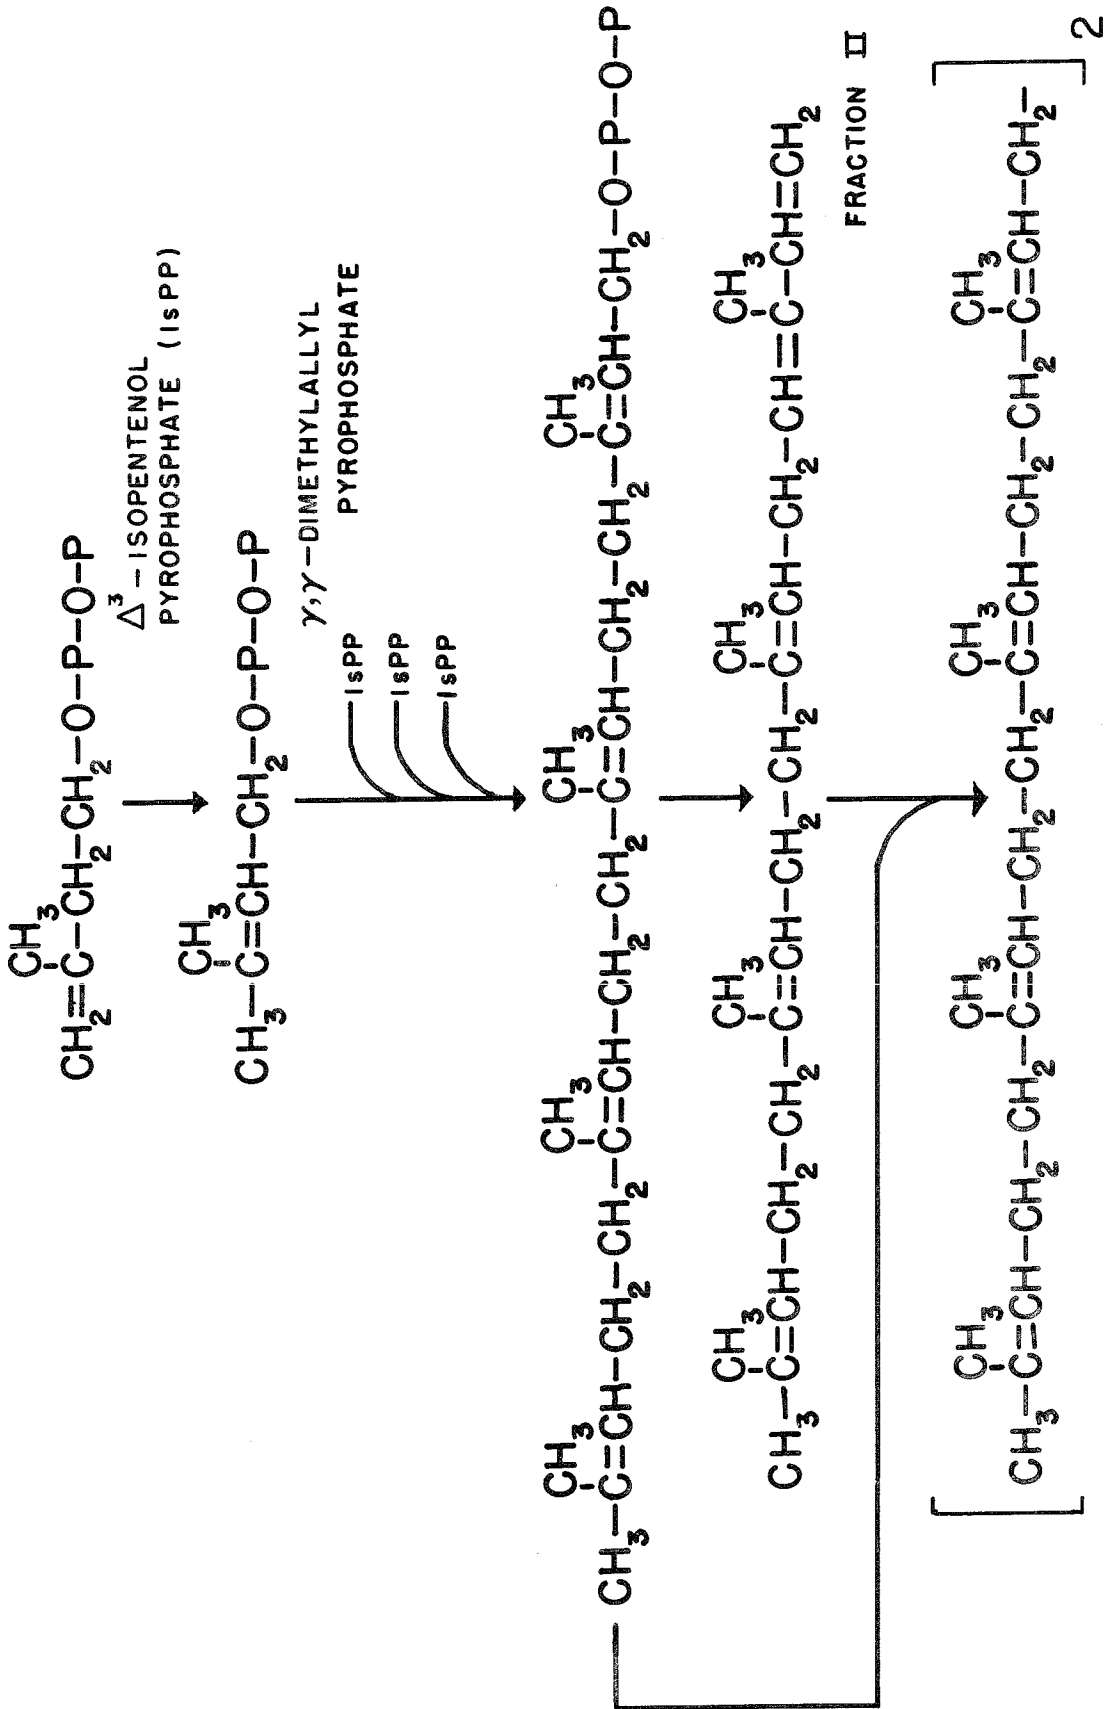 CH₃
CH₂=C–CH₂–CH₂–O–P–O–P
Δ³–ISOPENTENOL
PYROPHOSPHATE (IsPP)
CH₃
CH₃–C=CH–CH₂–O–P–O–P
γ,γ–DIMETHYLALLYL
PYROPHOSPHATE
IsPP
IsPP
IsPP
CH₃ CH₃ CH₃ CH₃
CH₃–C=CH–CH₂–CH₂–C=CH–CH₂–CH₂–C=CH–CH₂–CH₂–C=CH–CH₂–O–P–O–P
CH₃ CH₃ CH₃ CH₃
CH₃–C=CH–CH₂–CH₂–C=CH–CH₂–CH₂–C=CH–CH₂–CH=C–CH=CH₂
FRACTION II
CH₃ CH₃ CH₃ CH₃
[CH₃–C=CH–CH₂–CH₂–C=CH–CH₂–CH₂–C=CH–CH₂–CH₂–C=CH–CH₂–]₂